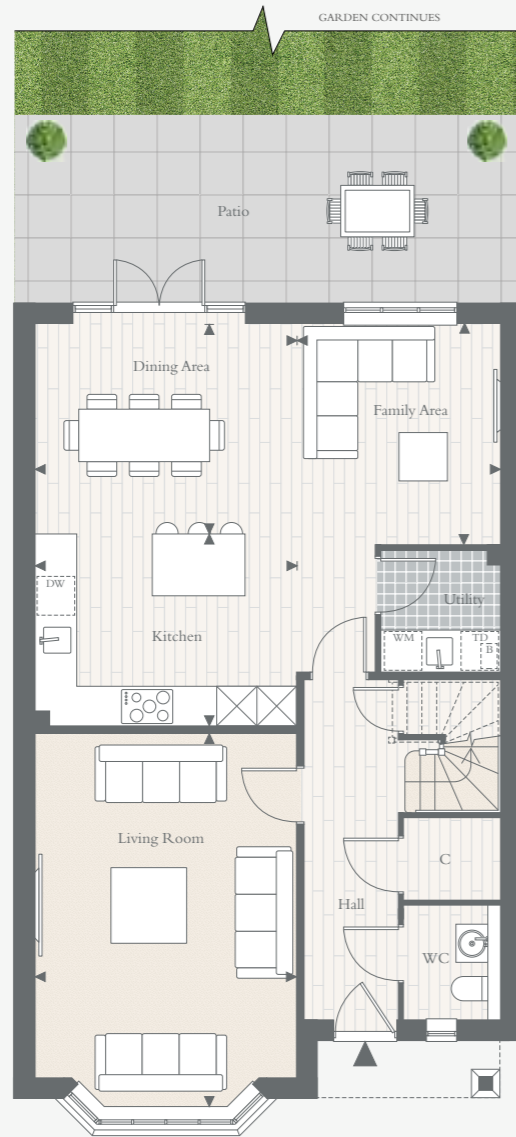 GARDEN CONTINUES
Patio
Dining Area
Family Area
DW
Utility
Kitchen
WM
TD
B
Living Room
C
Hall
WC